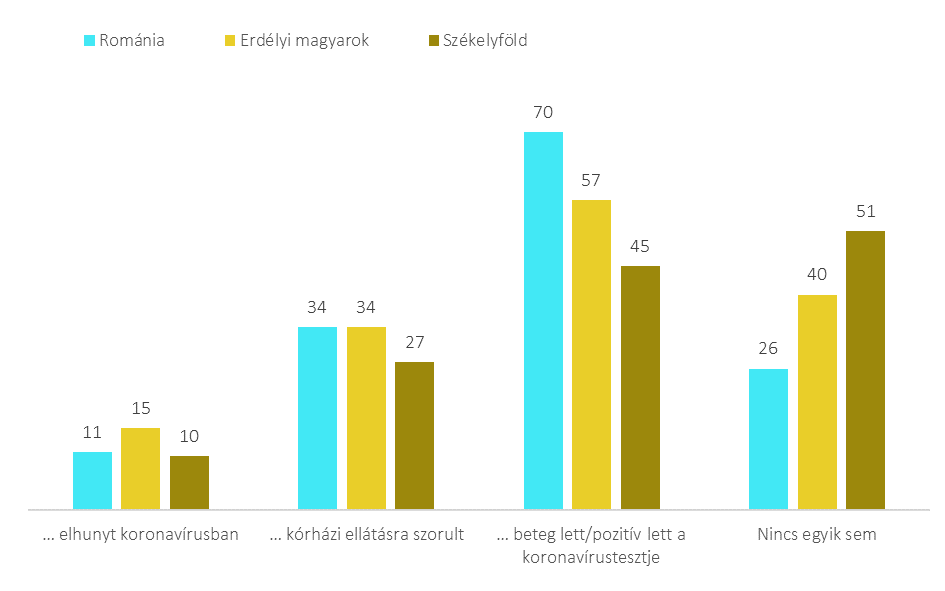 Románia Erdélyi magyarok Székelyföld
70
57
51
45
40
34 34
27
26
15
11
10
... elhunyt koronavírusban
... kórházi ellátásra szorult
... beteg lett/pozitív lett a
koronavírustesztje
Nincs egyik sem